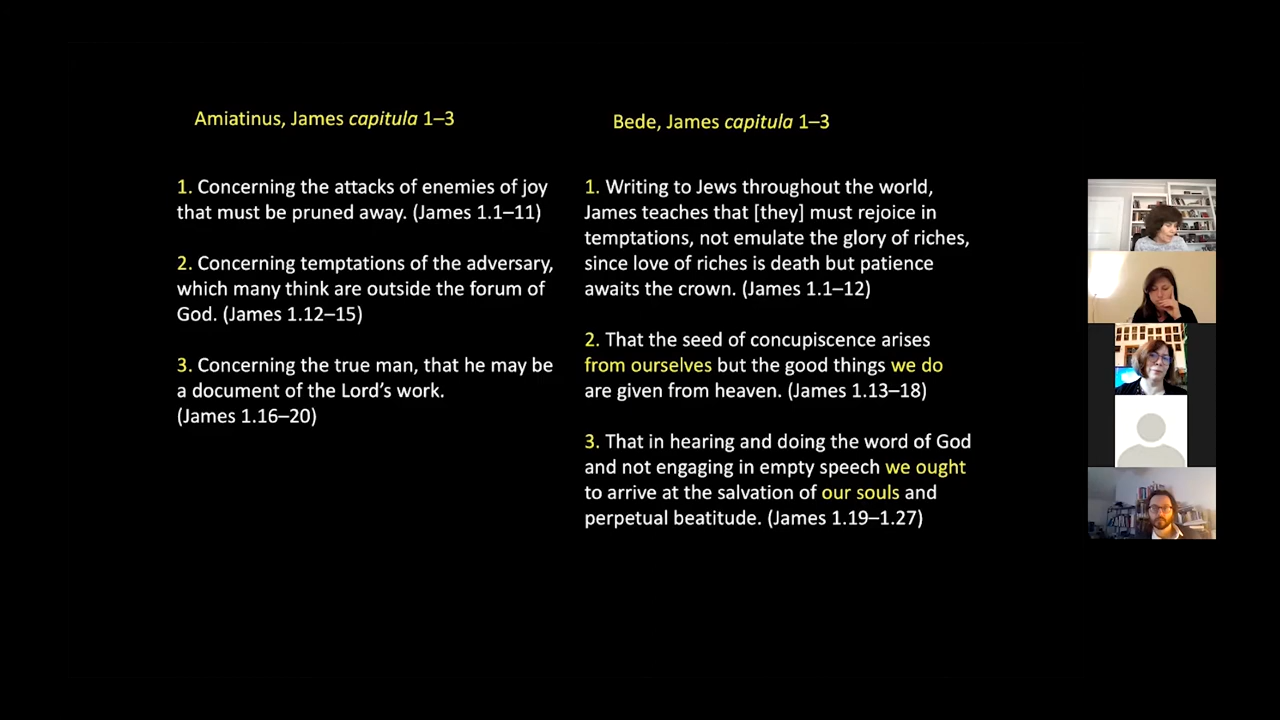 Amiatinus, James capitula 1–3
1. Concerning the attacks of enemies of joy
that must be pruned away. (James 1.1–11)
2. Concerning temptations of the adversary,
which many think are outside the forum of
God. (James 1.12–15)
3. Concerning the true man, that he may be
a document of the Lord’s work.
(James 1.16–20)
Bede, James capitula 1–3
1. Writing to Jews throughout the world,
James teaches that [they] must rejoice in
temptations, not emulate the glory of riches,
since love of riches is death but patience
awaits the crown. (James 1.1–12)
2. That the seed of concupiscence arises
from ourselves but the good things we do
are given from heaven. (James 1.13–18)
3. That in hearing and doing the word of God
and not engaging in empty speech we ought
to arrive at the salvation of our souls and
perpetual beatitude. (James 1.19–1.27)